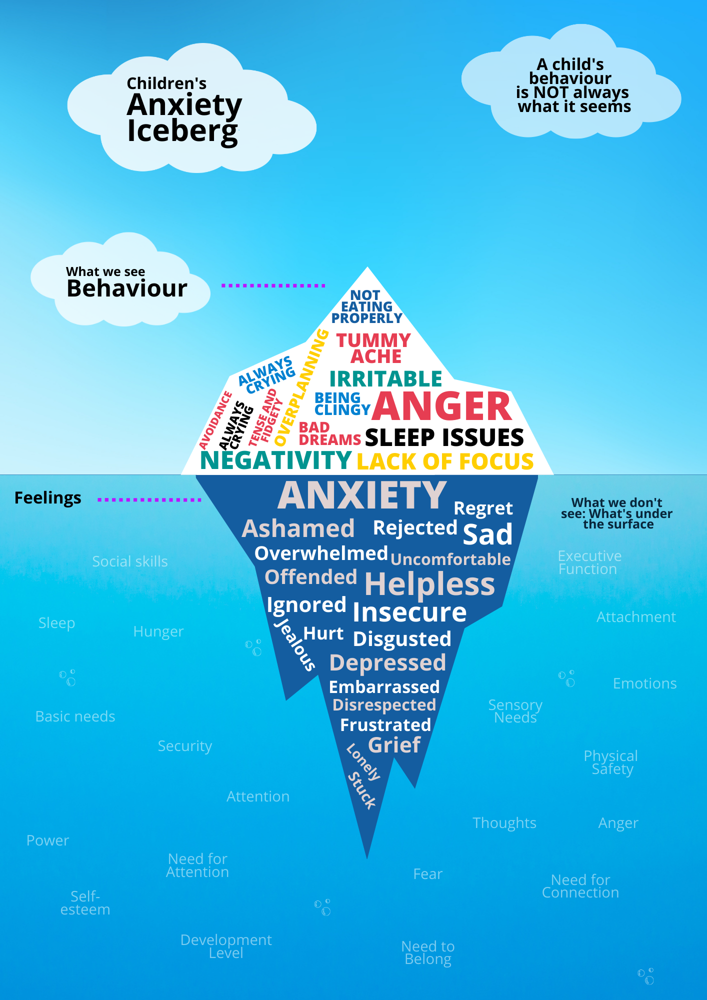 Children's
Anxiety
Iceberg
A child's
behaviour
is NOT always
what it seems
What we see
Behaviour
NOT
EATING
PROPERLY
TUMMY
ACHE
ALWAYS
CRYING
OVERPLANNING
IRRITABLE
AVOIDANCE
ALWAYS
CRYING
TENSE AND
FIDGETY
BEING
CLINGY
ANGER
BAD
DREAMS
SLEEP ISSUES
NEGATIVITY
LACK OF FOCUS
Feelings
What we don't
see: What's under
the surface
ANXIETY
Regret
Ashamed
Rejected
Sad
Overwhelmed
Uncomfortable
Offended
Helpless
Ignored
Insecure
Jealous
Hurt
Disgusted
Depressed
Embarrassed
Disrespected
Frustrated
Grief
Lonely
Stuck
Social skills
Executive
Function
Sleep
Hunger
Attachment
Emotions
Basic needs
Sensory
Needs
Security
Physical
Safety
Attention
Thoughts
Anger
Power
Need for
Attention
Fear
Need for
Connection
Self-
esteem
Development
Level
Need to
Belong